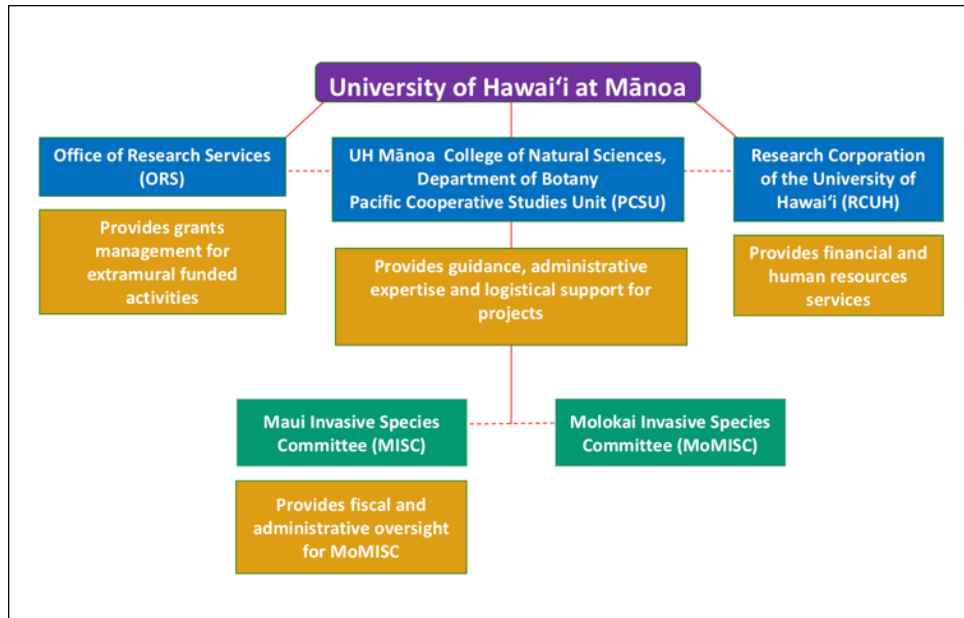 University of Hawai‘i at Mānoa
Office of Research Services
(ORS)
UH Mānoa College of Natural Sciences,
Department of Botany
Pacific Cooperative Studies Unit (PCSU)
Research Corporation
of the University of
Hawai‘i (RCUH)
Provides grants
management for
extramural funded
activities
Provides guidance, administrative
expertise and logistical support for
projects
Provides financial and
human resources
services
Maui Invasive Species
Committee (MISC)
Molokai Invasive Species
Committee (MoMISC)
Provides fiscal and
administrative oversight
for MoMISC